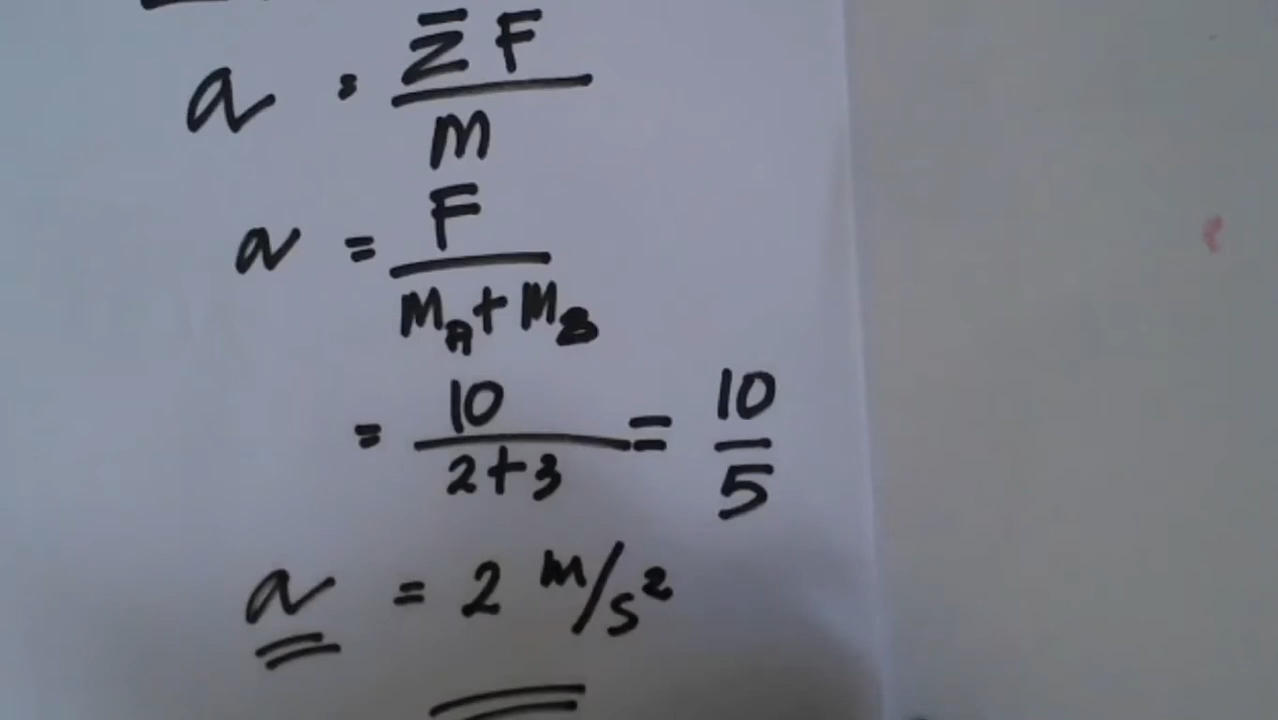 a = ΣF / m
a = F / (mA + mB)
= 10 / (2+3) = 10 / 5
a = 2 m/s²